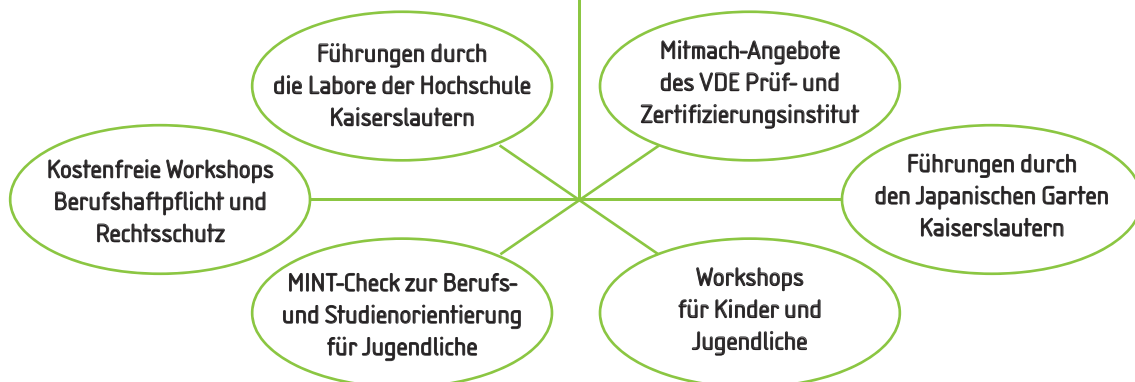 Führungen durch
die Labore der Hochschule
Kaiserslautern
Mitmach-Angebote
des VDE Prüf- und
Zertifizierungsinstitut
Kostenfreie Workshops
Berufshaftpflicht und
Rechtsschutz
Führungen durch
den Japanischen Garten
Kaiserslautern
MINT-Check zur Berufs-
und Studienorientierung
für Jugendliche
Workshops
für Kinder und
Jugendliche